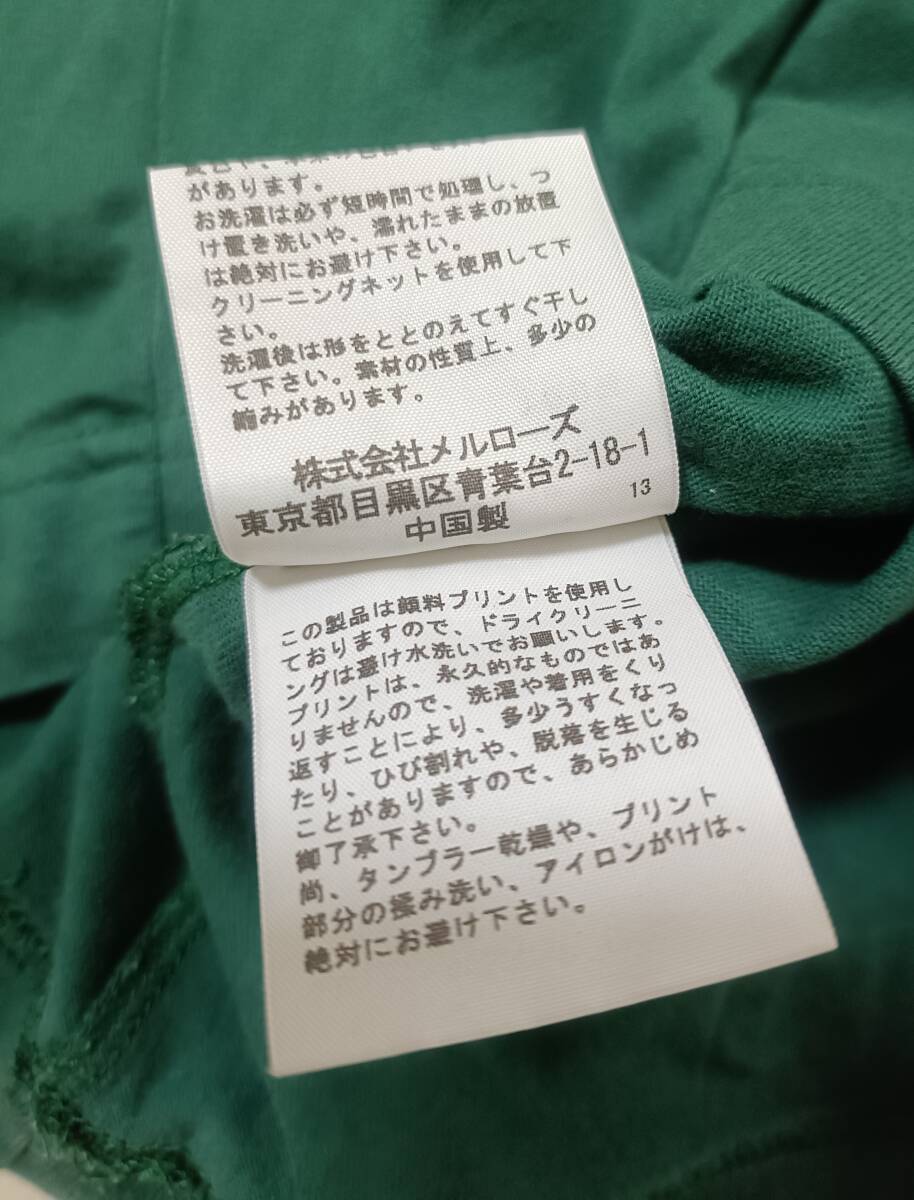 があります。
お洗濯は必ず短時間で処理し、つ
け置き洗いや、濡れたままの放置
は絶対にお避け下さい。
クリーニングネットを使用して下
さい。
洗濯後は形をととのえてすぐ干し
て下さい。素材の性質上、多少の
縮みがあります。
株式会社メルローズ
東京都目黒区青葉台2-18-1
中国製
13
この製品は顔料プリントを使用し
ておりますので、ドライクリーニ
ングは避け水洗いでお願いします。
プリントは、永久的なものではあ
りませんので、洗濯や着用をくり
返すことにより、多少うすくなっ
たり、ひび割れや、脱落を生じる
ことがありますので、あらかじめ
御了承下さい。
尚、タンブラー乾燥や、プリント
部分の揉み洗い、アイロンがけは、
絶対にお避け下さい。